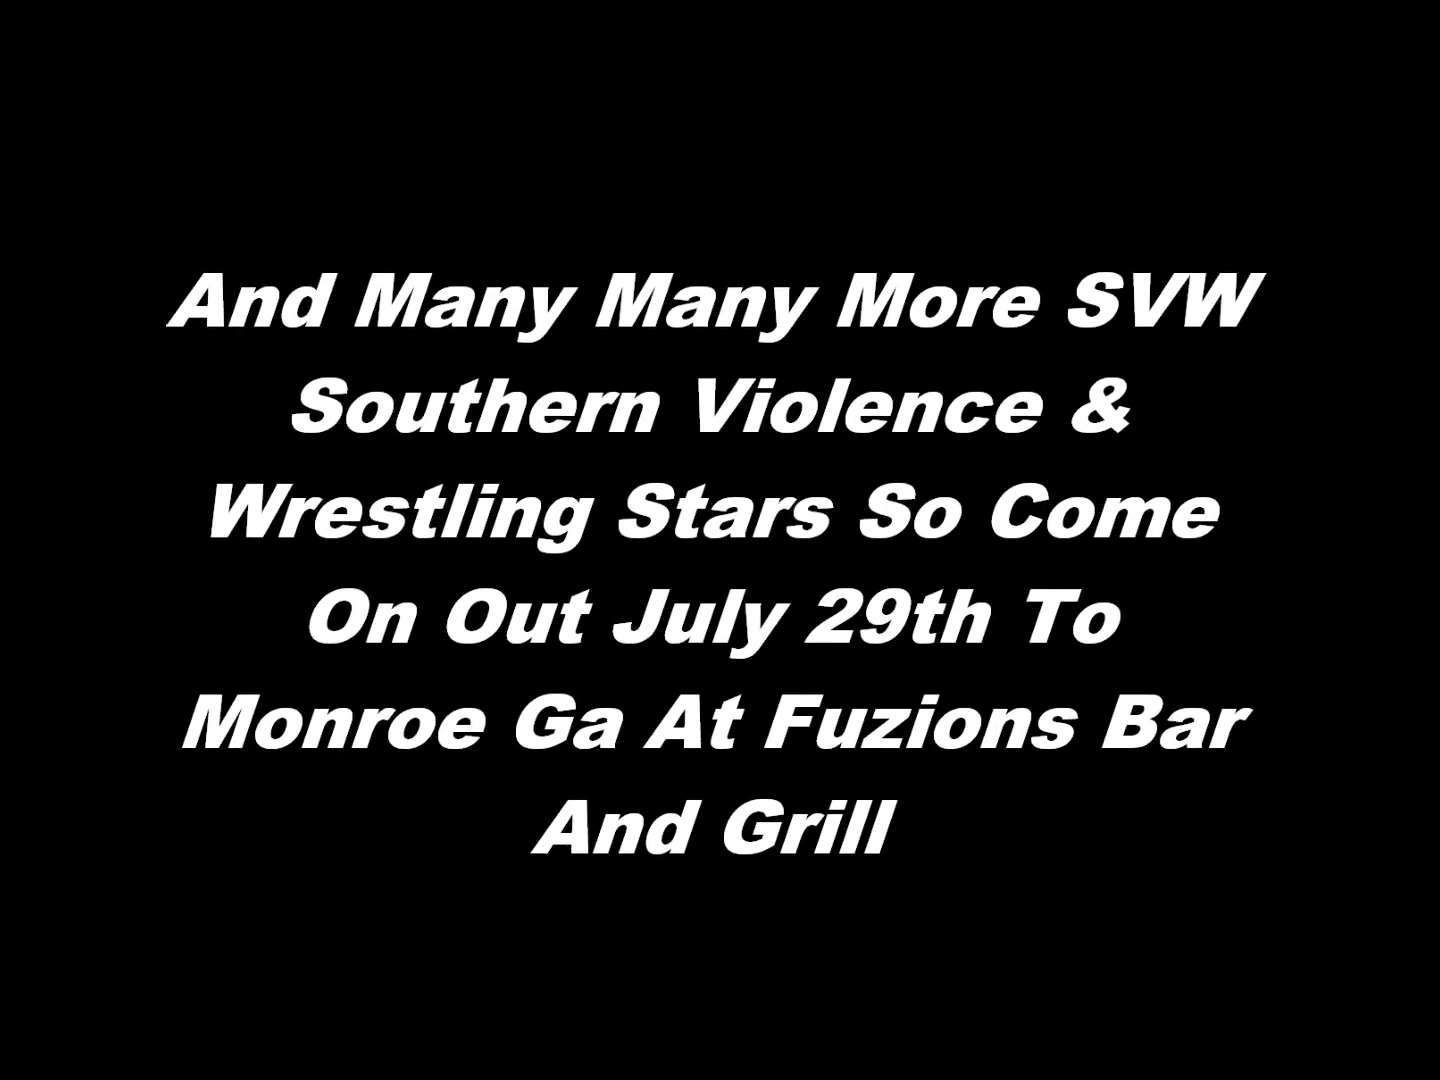 And Many Many More SVW
Southern Violence &
Wrestling Stars So Come
On Out July 29th To
Monroe Ga At Fuzions Bar
And Grill